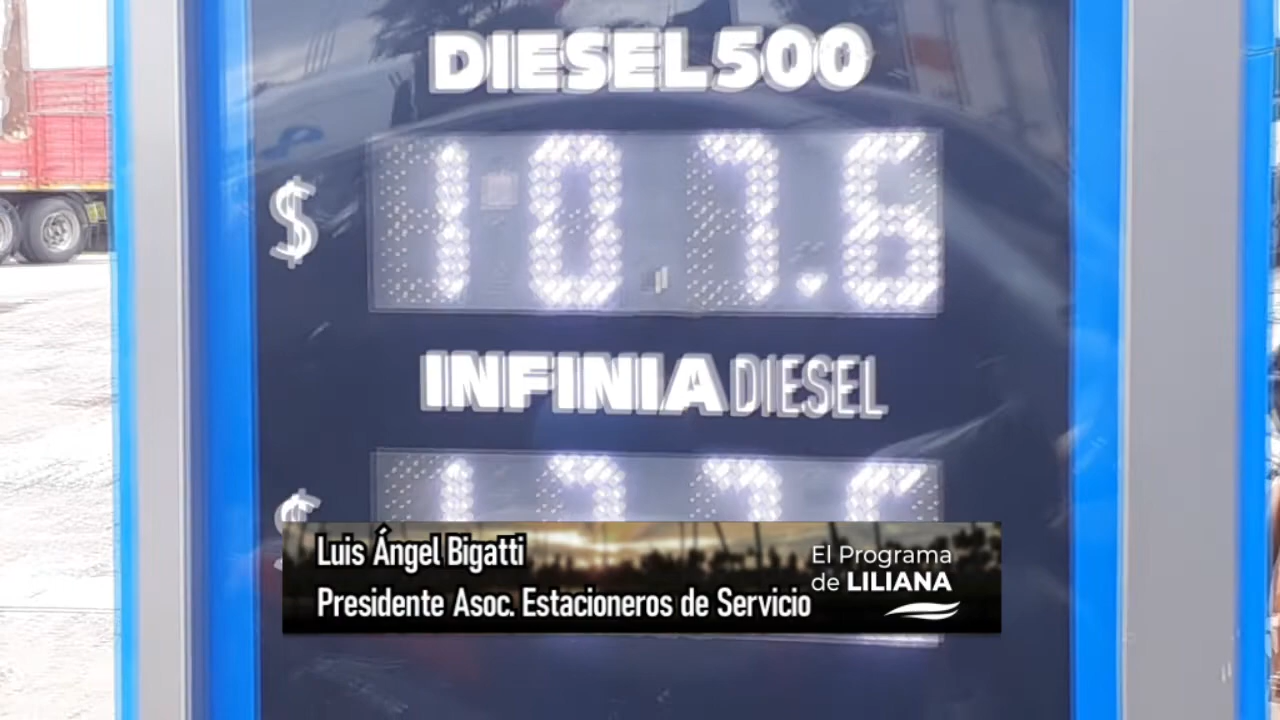 DIESEL500
$ 107.6
INFINIA DIESEL
$
Luis Ángel Bigatti
Presidente Asoc. Estacioneros de Servicio
El Programa
de LILIANA